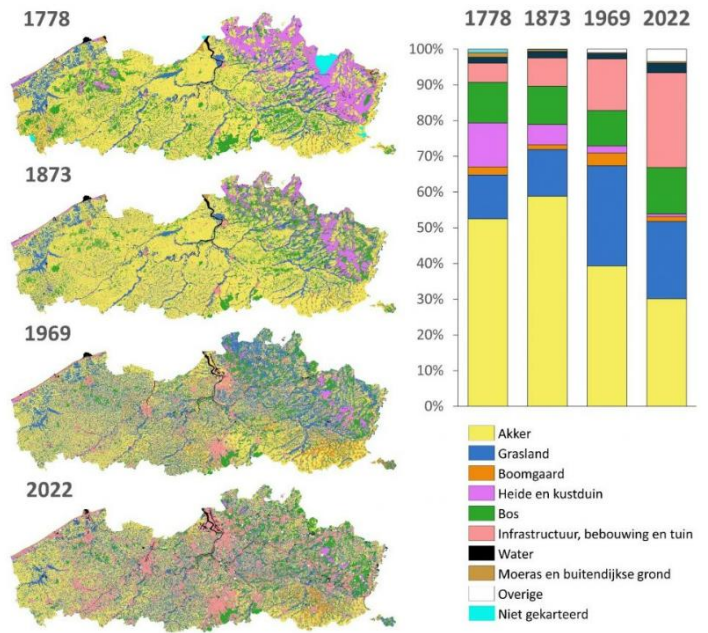 1778
1873
1969
2022
1778 1873 1969 2022
100%
90%
80%
70%
60%
50%
40%
30%
20%
10%
0%
Akker
Grasland
Boomgaard
Heide en kustduin
Bos
Infrastructuur, bebouwing en tuin
Water
Moeras en buitendijkse grond
Overige
Niet gekarteerd